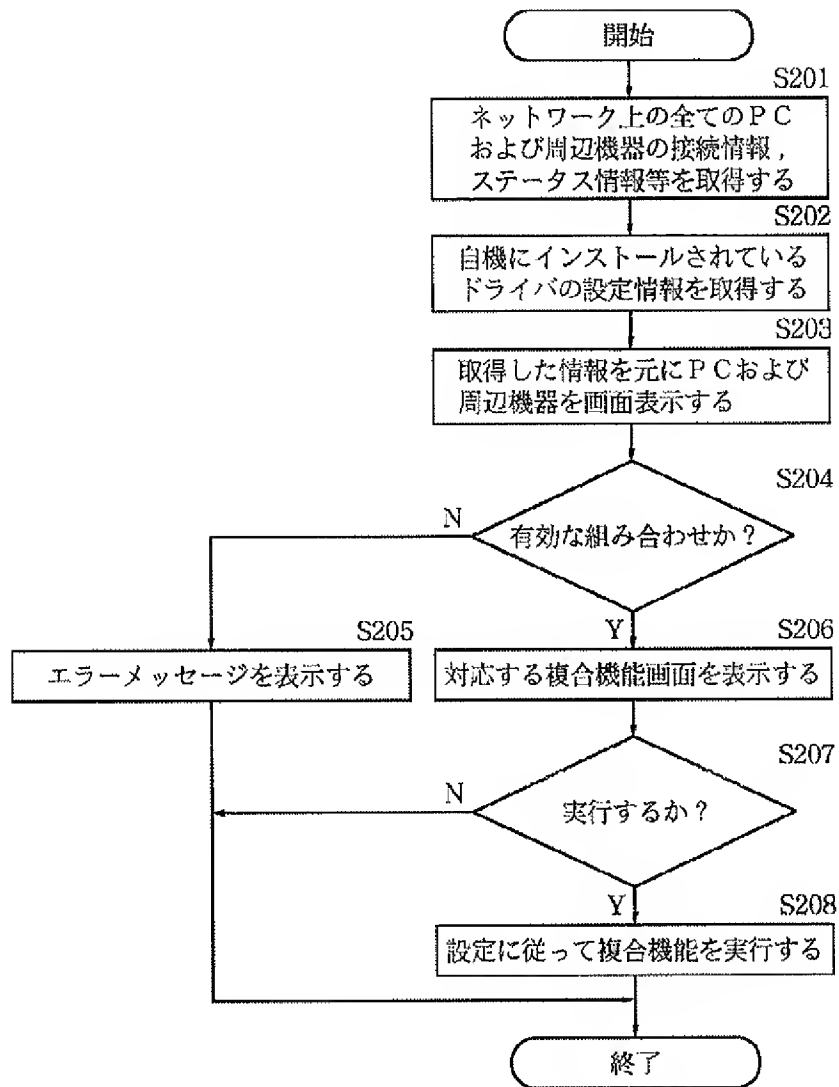 開始
S201
ネットワーク上の全てのＰＣ
および周辺機器の接続情報，
ステータス情報等を取得する
S202
自機にインストールされている
ドライバの設定情報を取得する
S203
取得した情報を元にＰＣおよび
周辺機器を画面表示する
S204
有効な組み合わせか？
N
Y
S205
エラーメッセージを表示する
S206
対応する複合機能画面を表示する
S207
実行するか？
N
Y
S208
設定に従って複合機能を実行する
終了